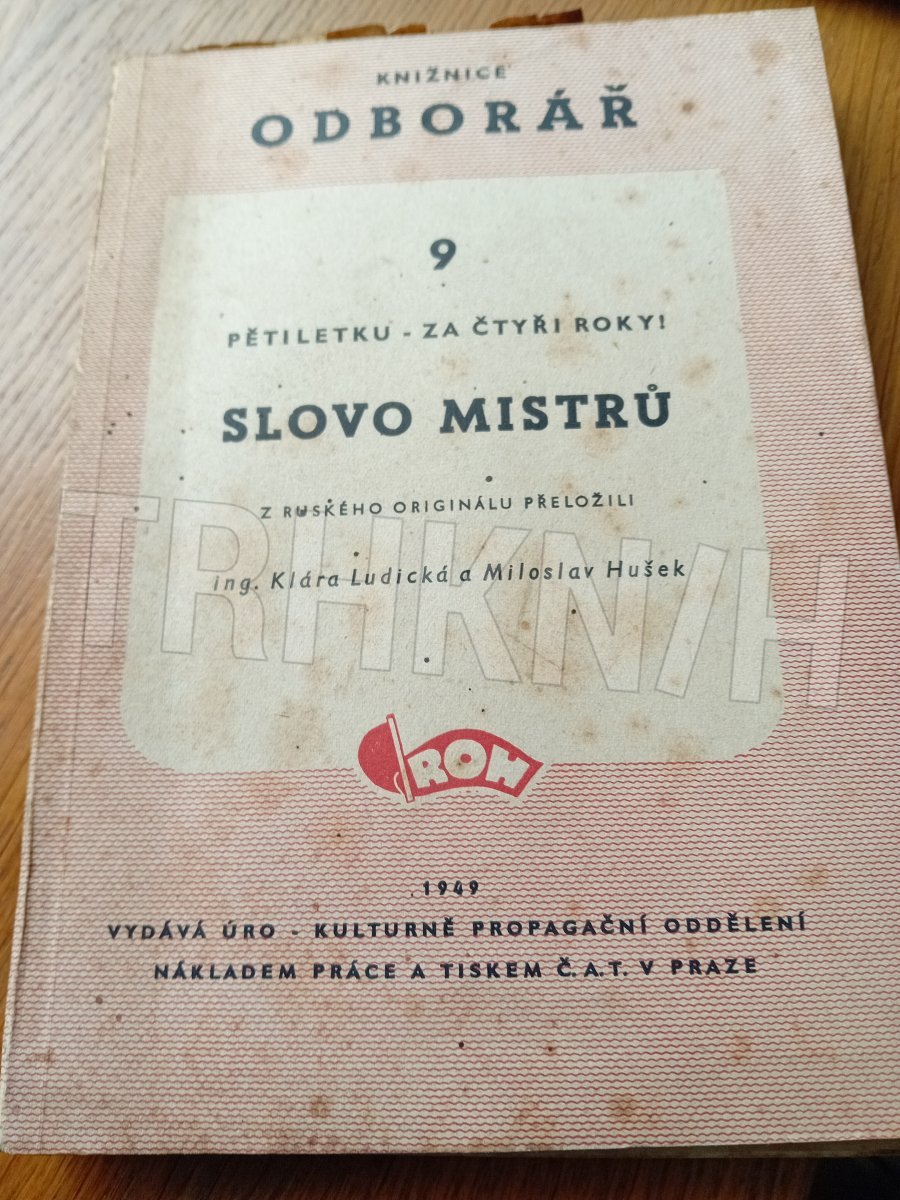 KNIŽNICE
ODBORÁŘ
9
PĚTILETKU - ZA ČTYŘI ROKY!
SLOVO MISTRŮ
Z RUSKÉHO ORIGINÁLU PŘELOŽILI
ing. Klára Ludická a Miloslav Hušek
TRHKNIH
ROH
1949
VYDÁVÁ ÚRO - KULTURNĚ PROPAGAČNÍ ODDĚLENÍ
NÁKLADEM PRÁCE A TISKEM Č. A. T. V PRAZE